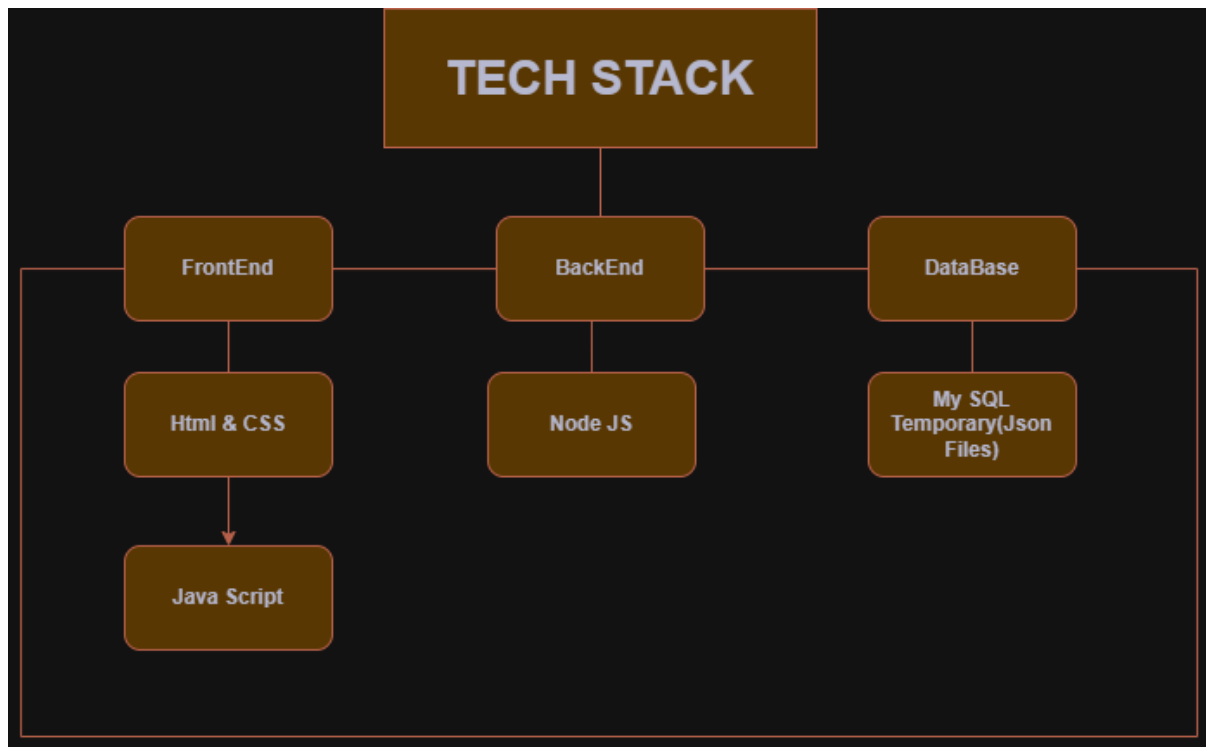 TECH STACK
FrontEnd
BackEnd
DataBase
Html & CSS
Node JS
My SQL
Temporary(Json
Files)
Java Script